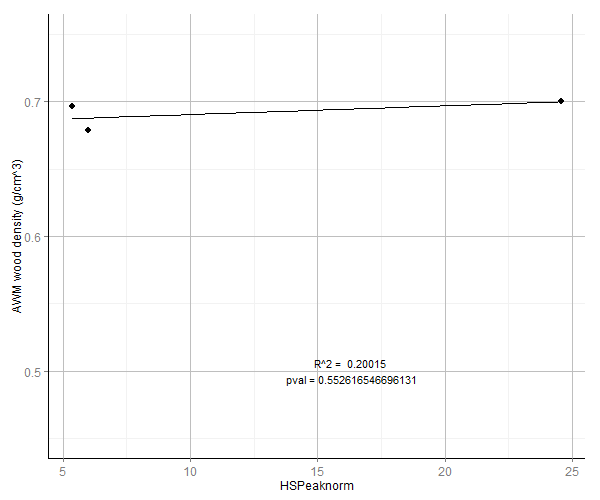 AWM wood density (g/cm^3)
0.7
0.6
0.5
R^2 =  0.20015
pval = 0.552616546696131
5 10 15 20 25
HSPeaknorm